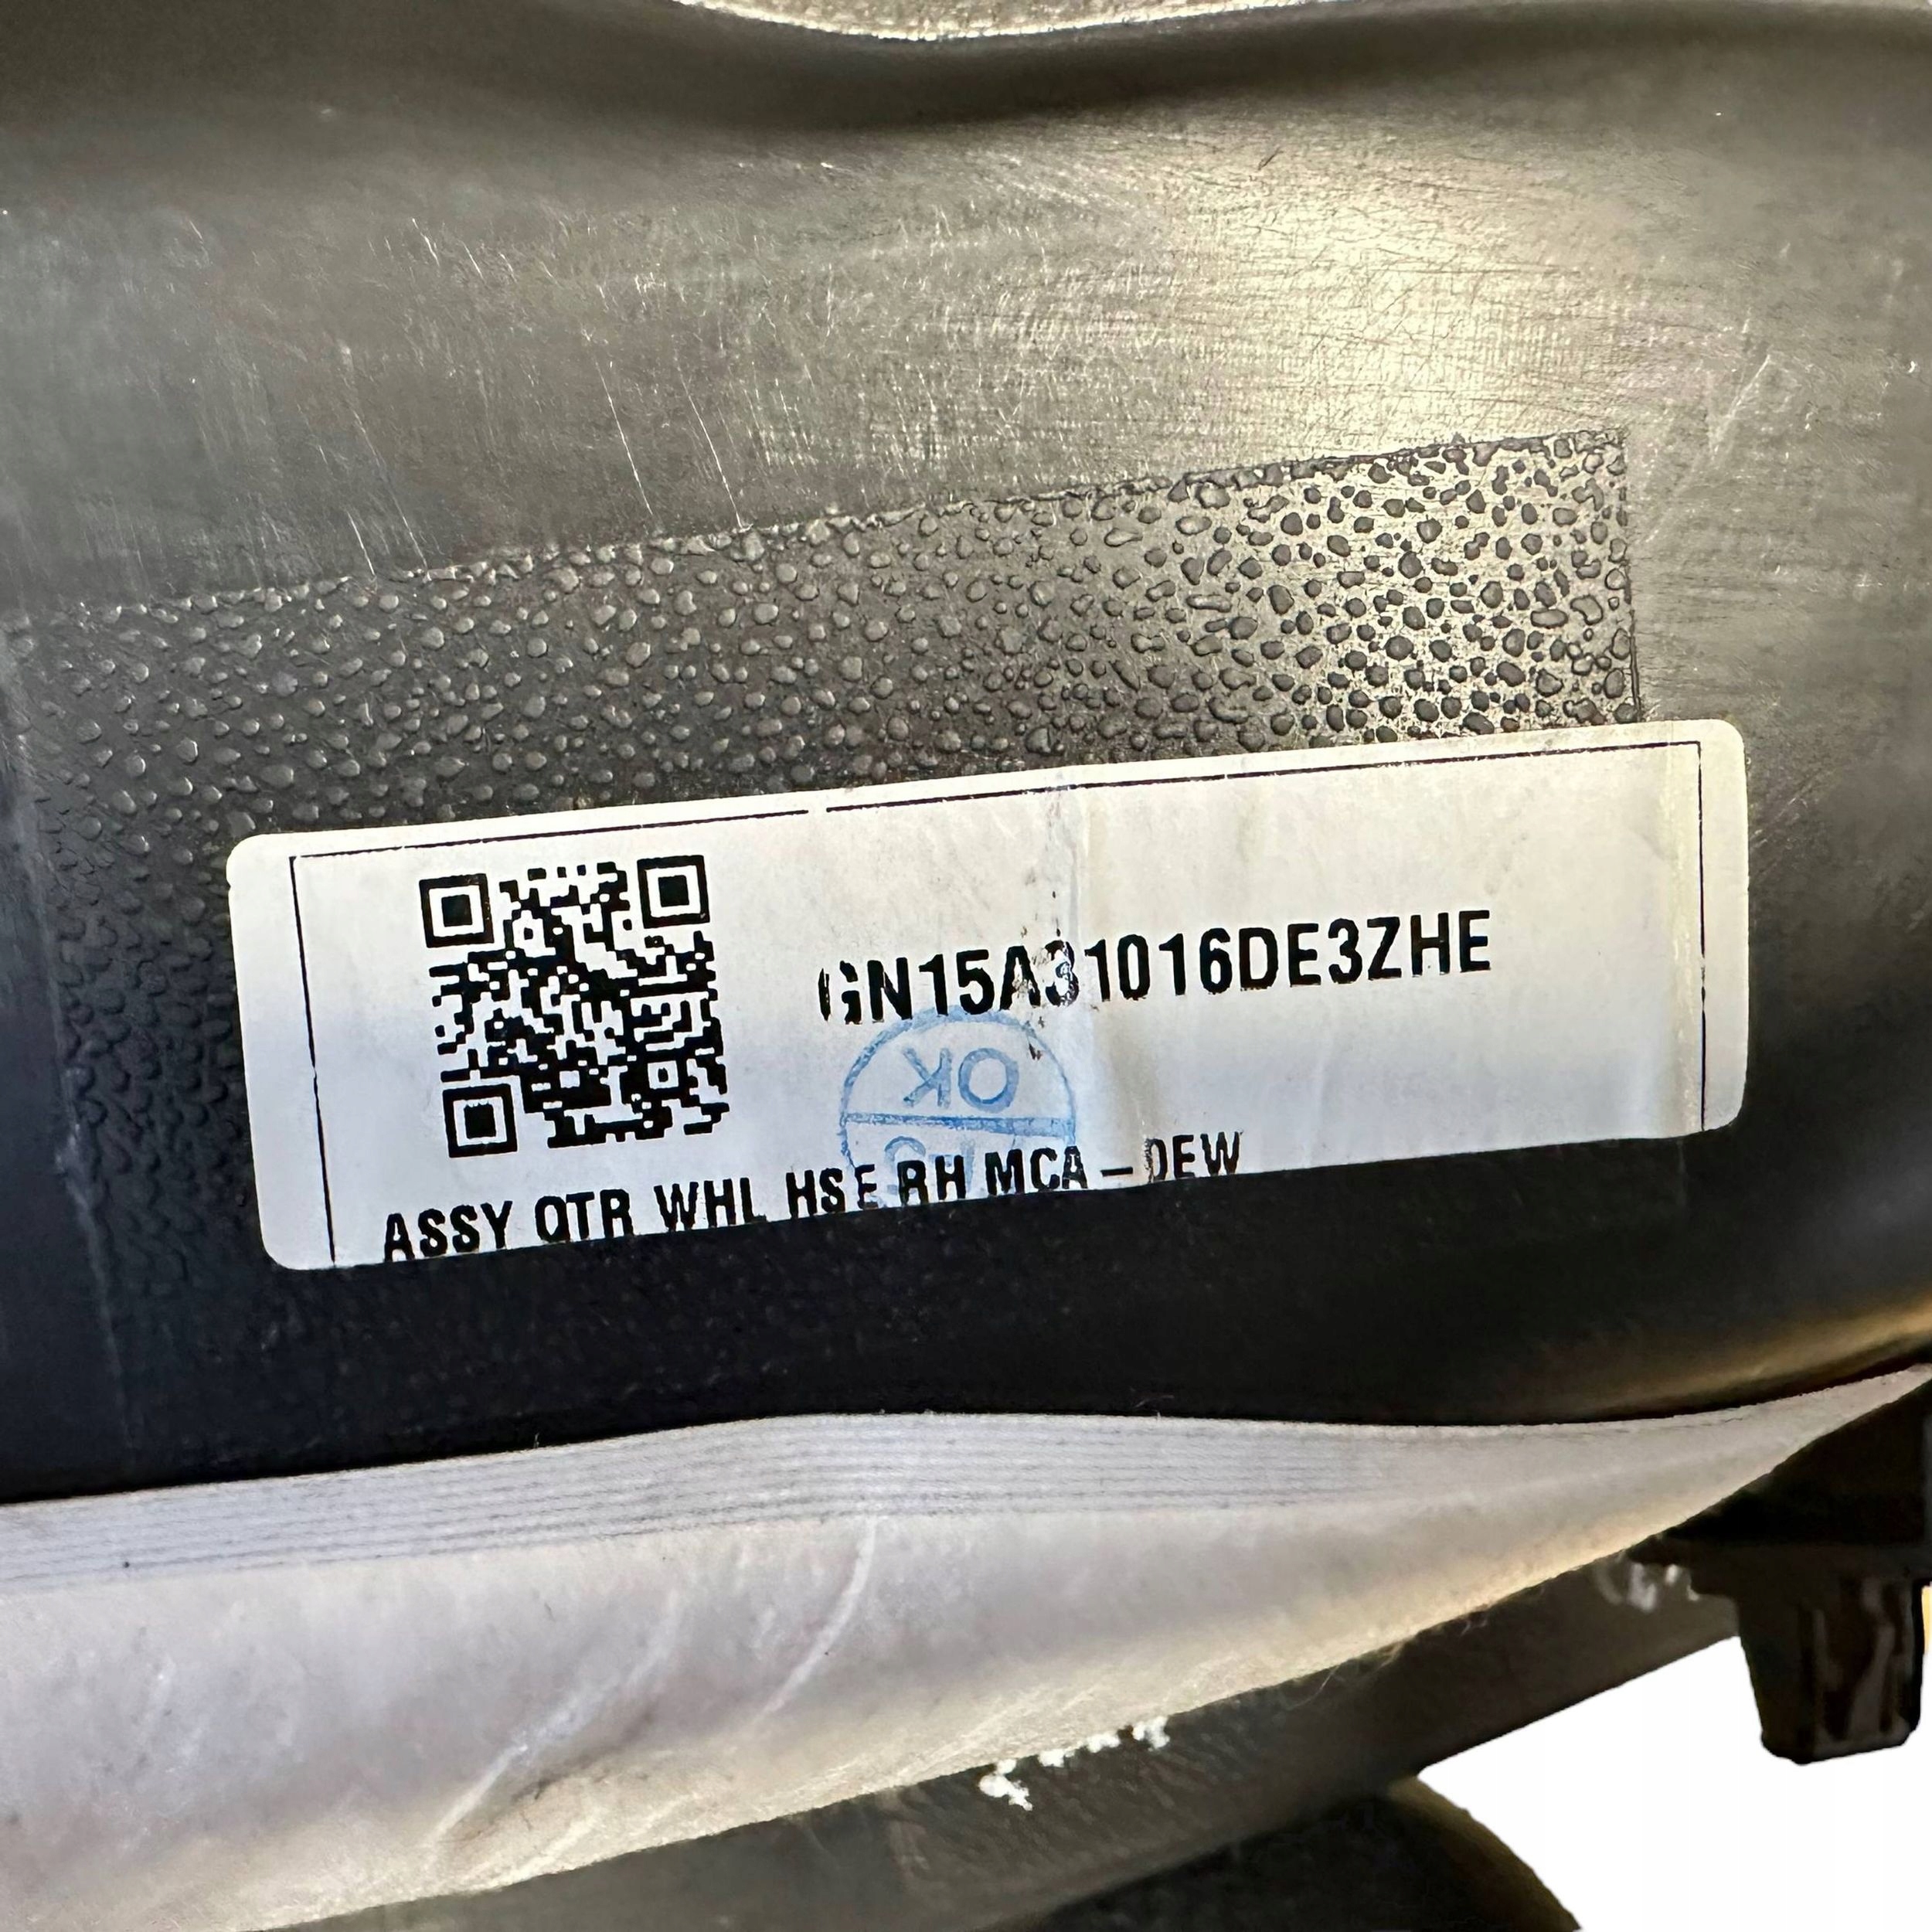 GN15A31016DE3ZHE
OK
ASSY QTR WHL HSE RH MCA - DEW